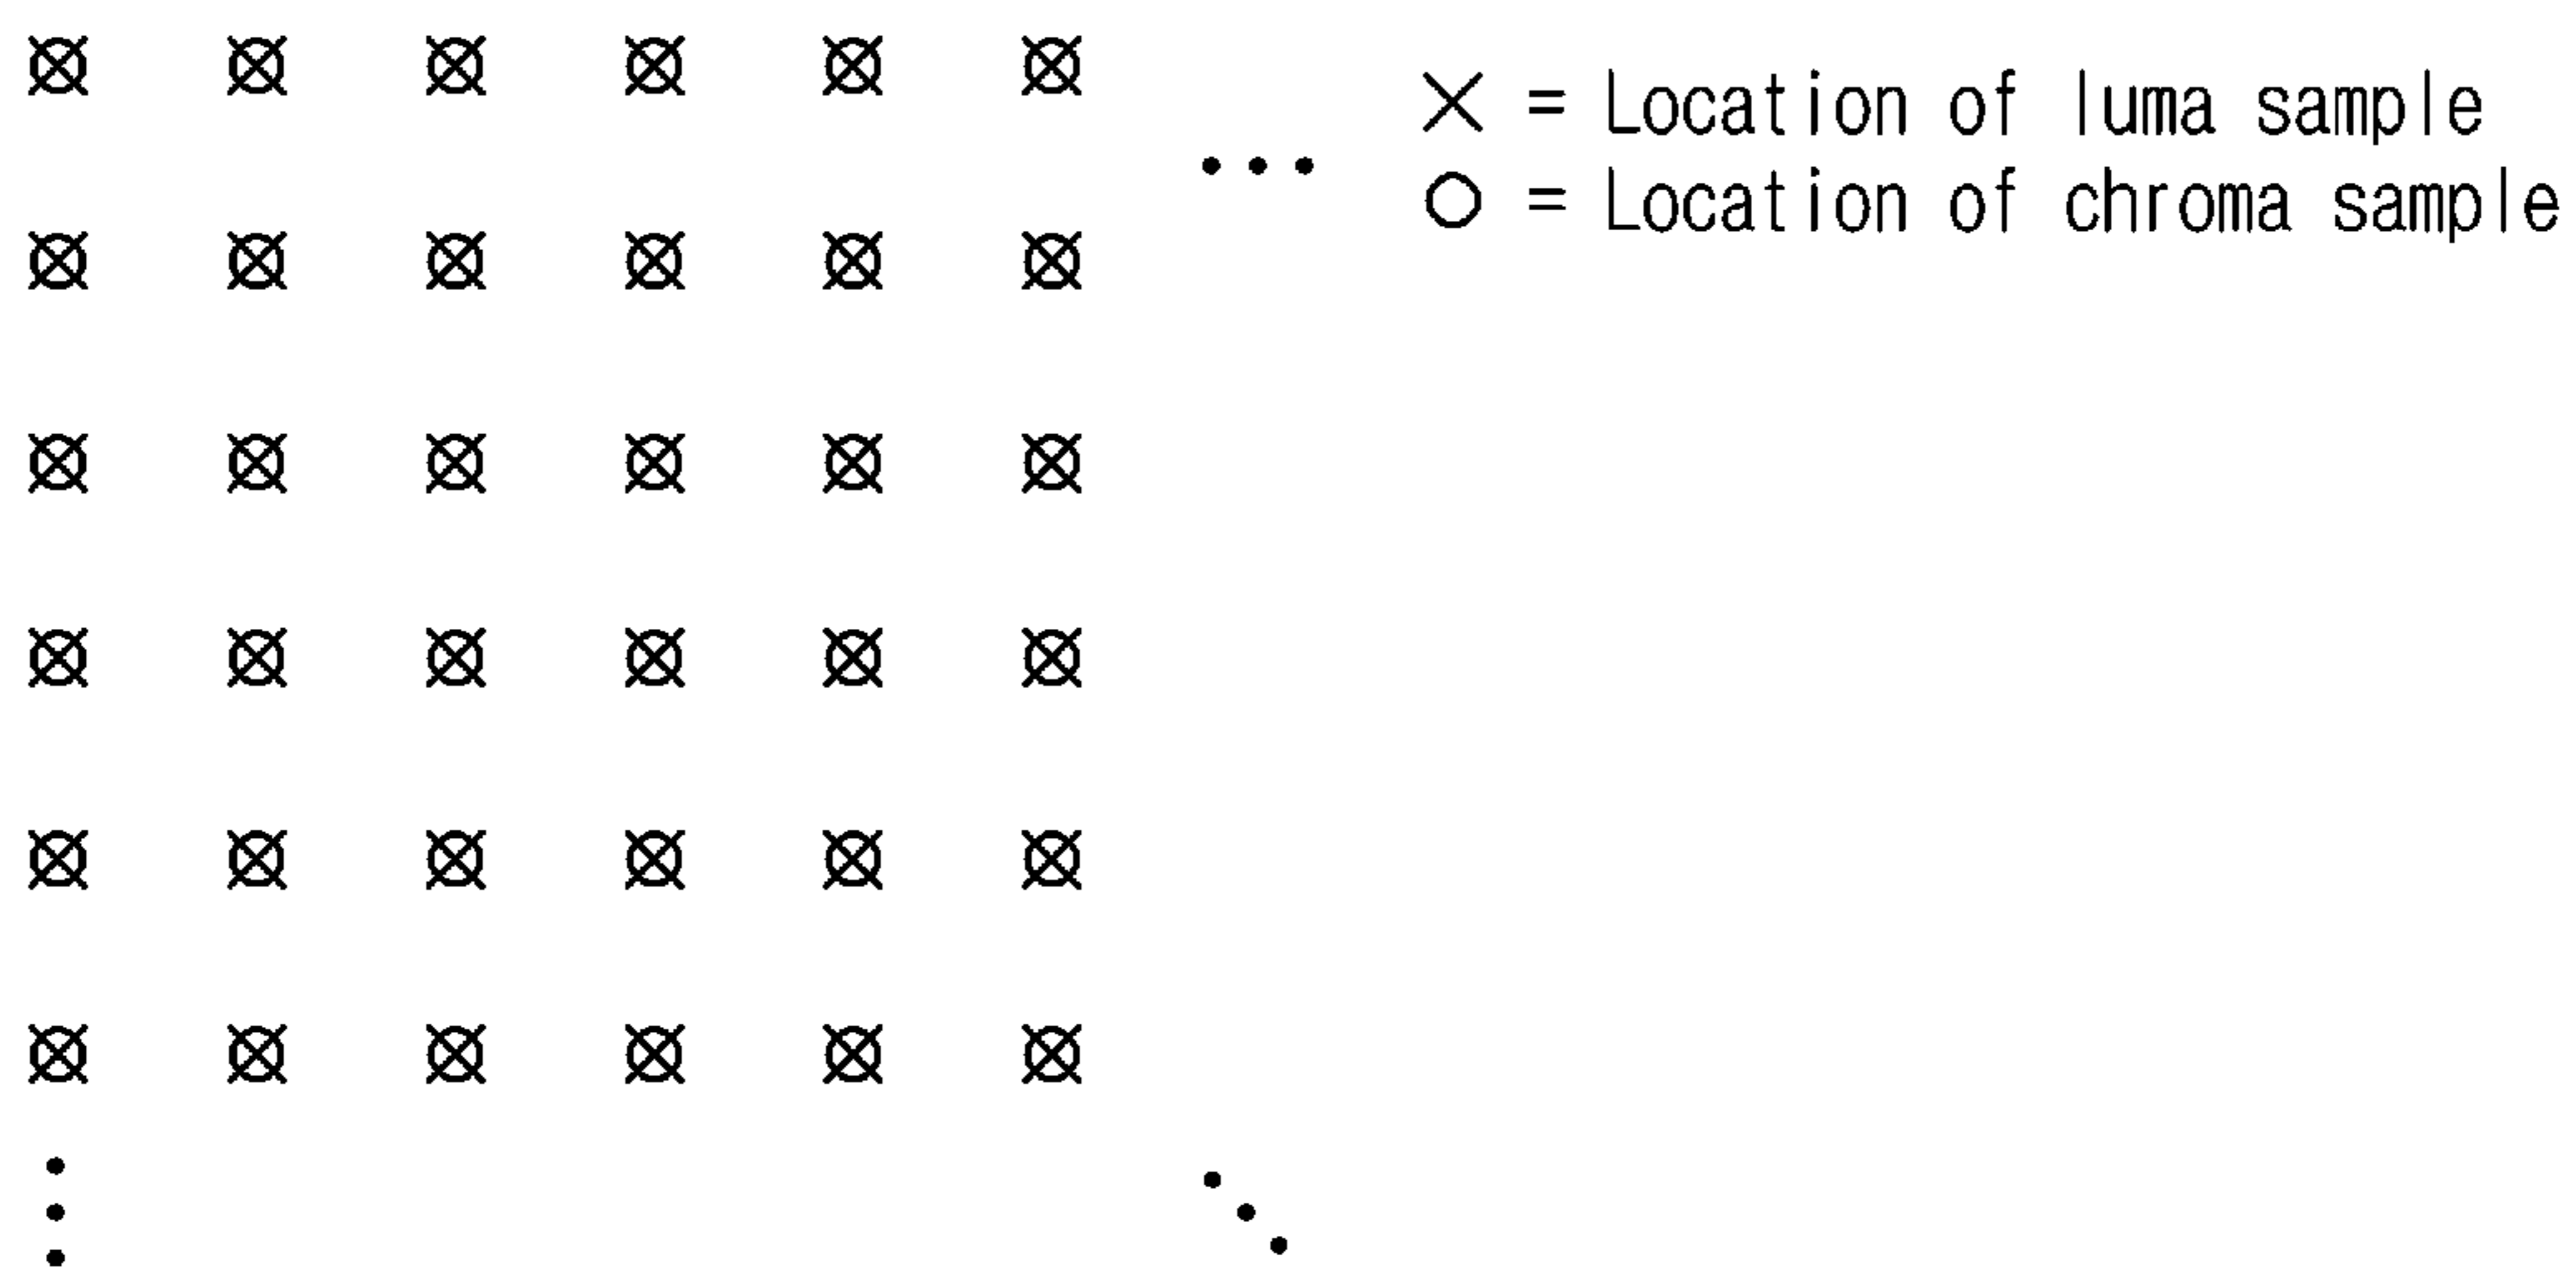 × = Location of luma sample
○ = Location of chroma sample